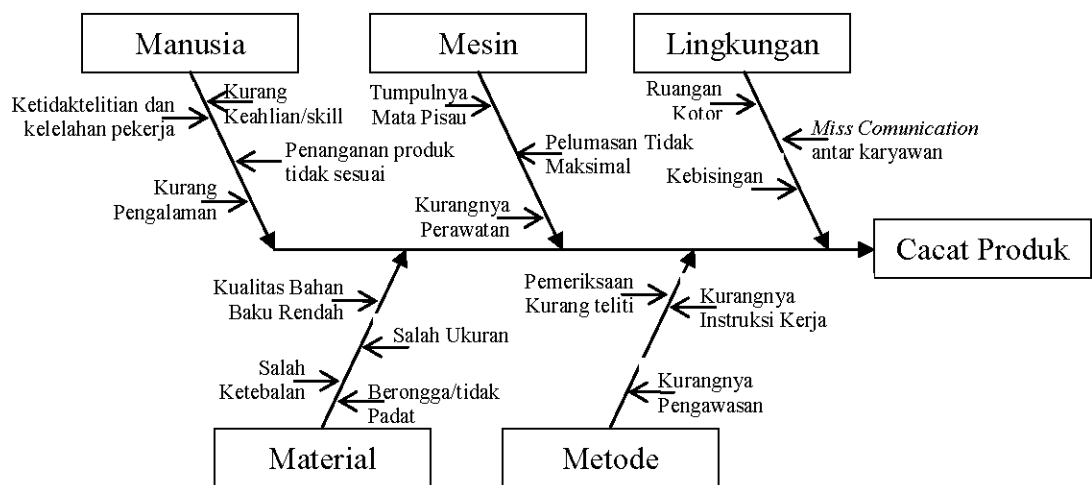 Manusia
Mesin
Lingkungan
Kurang
Keahlian/skill
Ketidaktelitian dan
kelelahan pekerja
Penanganan produk
tidak sesuai
Kurang
Pengalaman
Tumpulnya
Mata Pisau
Pelumasan Tidak
Maksimal
Kurangnya
Perawatan
Ruangan
Kotor
Miss Comunication
antar karyawan
Kebisingan
Cacat Produk
Kualitas Bahan
Baku Rendah
Salah Ukuran
Salah
Ketebalan
Berongga/tidak
Padat
Pemeriksaan
Kurang teliti
Kurangnya
Instruksi Kerja
Kurangnya
Pengawasan
Material
Metode